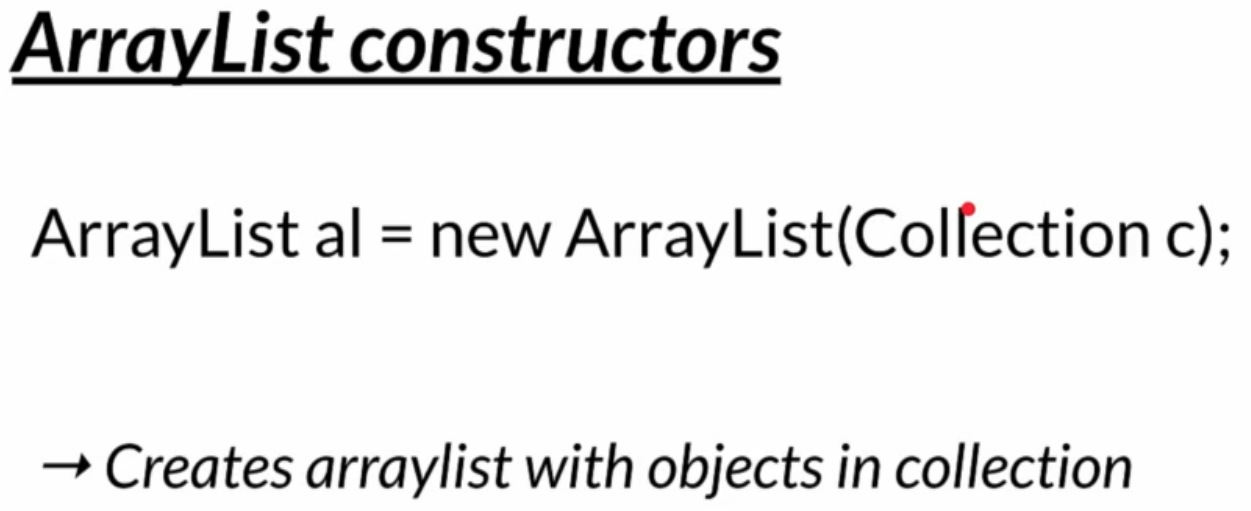 ArrayList constructors
ArrayList al = new ArrayList(Collection c);
→ Creates arraylist with objects in collection